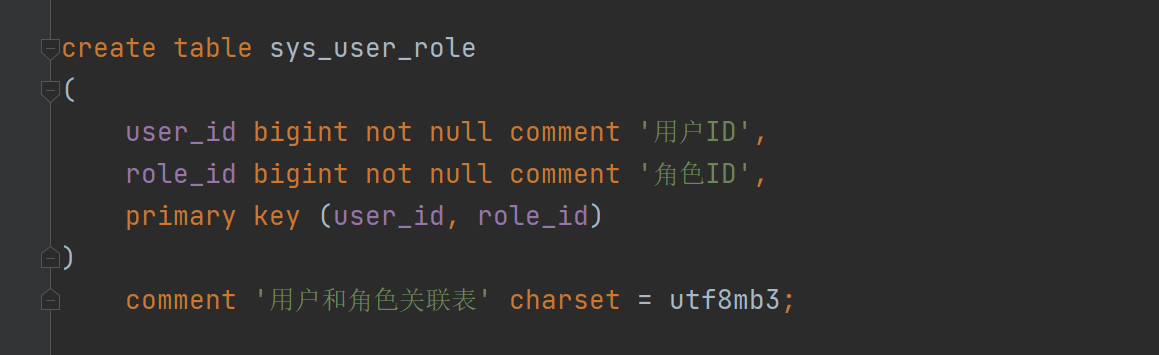 create table sys_user_role
(
    user_id bigint not null comment '用户ID',
    role_id bigint not null comment '角色ID',
    primary key (user_id, role_id)
)
    comment '用户和角色关联表' charset = utf8mb3;